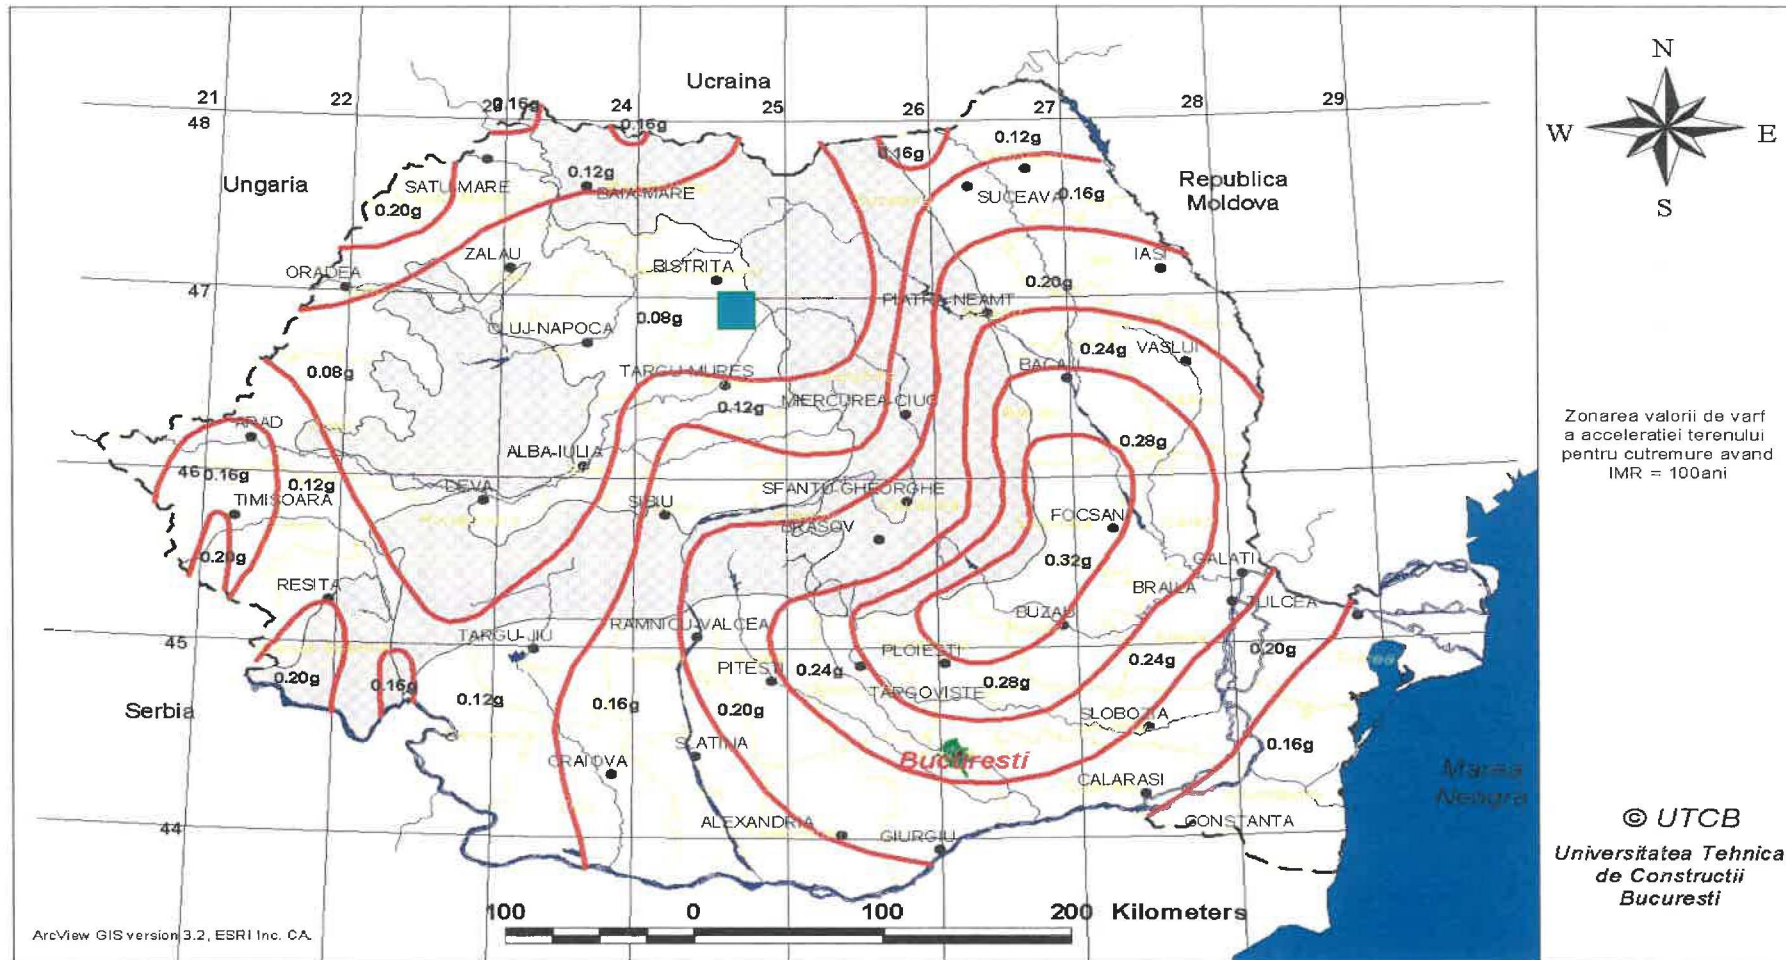 N
W E
S
Ucraina
21 22 23 0.16g 24 25 26 27 28 29
48
0.16g
0.12g
0.16g
Ungaria
SATU-MARE
0.12g
BAIA-MARE
SUCEAVA
0.16g
Republica
Moldova
0.20g
ORADEA
ZALAU
BISTRITA
IASI
47
0.20g
PIATRA-NEAMT
0.08g
CLUJ-NAPOCA
0.24g
VASLUI
BACAU
0.08g
TARGU-MURES
0.12g
MIERCUREA-CIUC
ARAD
0.28g
ALBA-IULIA
46
0.16g
0.12g
TIMISOARA
DEVA
SIBIU
SFANTU-GHEORGHE
BRASOV
FOCSANI
0.20g
0.32g
GALATI
RESITA
BRAILA
TULCEA
BUZAU
45
TARGU-JIU
RAMNICU-VALCEA
PITESTI
PLOIESTI
0.24g
0.24g
0.20g
0.20g
0.16g
0.28g
TARGOVISTE
0.12g
0.16g
0.20g
SLOBOZIA
Serbia
0.16g
SLATINA
CRAIOVA
Bucuresti
CALARASI
Marea
Neagra
ALEXANDRIA
GIURGIU
CONSTANTA
44
100 0 100 200 Kilometers
ArcView GIS version 3.2, ESRI Inc. CA.
Zonarea valorii de varf
a acceleratiei terenului
pentru cutremure avand
IMR = 100ani
© UTCB
Universitatea Tehnica
de Constructii
Bucuresti